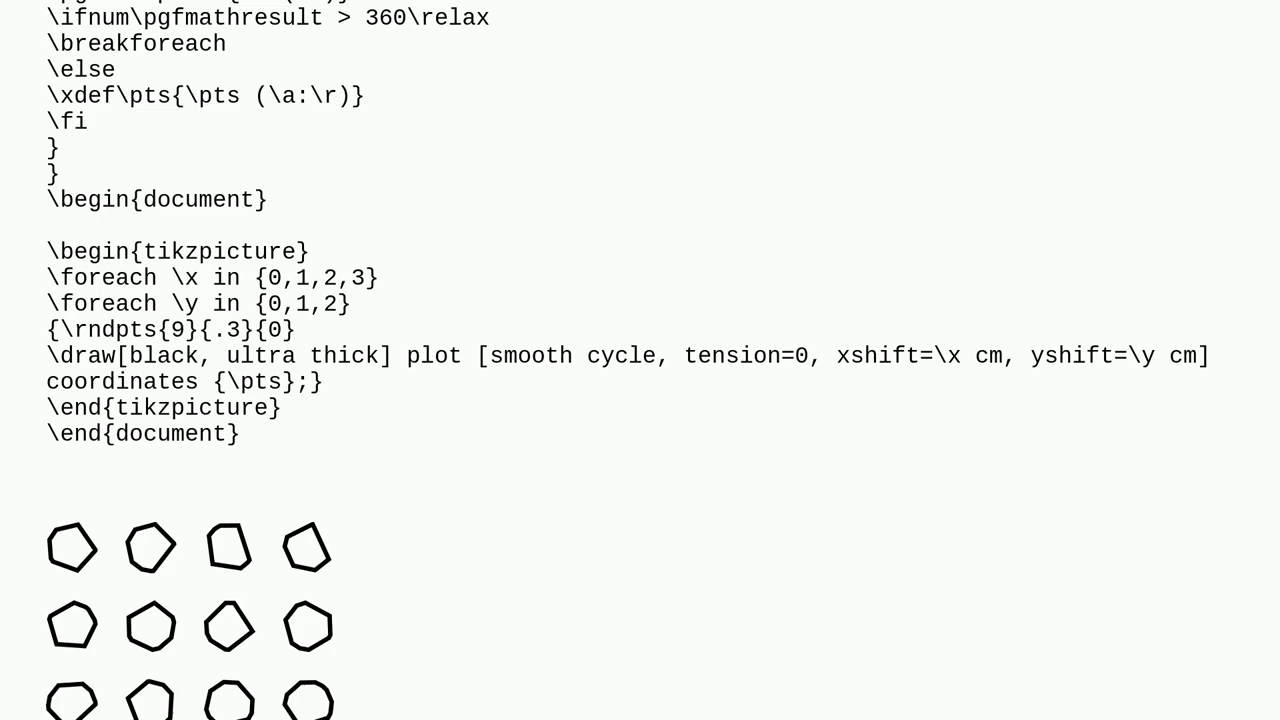 \ifnum\pgfmathresult > 360\relax
\breakforeach
\else
\xdef\pts{\pts (\a:\r)}
\fi
}
}
\begin{document}
\begin{tikzpicture}
\foreach \x in {0,1,2,3}
\foreach \y in {0,1,2}
{\rndpts{9}{.3}{0}
\draw[black, ultra thick] plot [smooth cycle, tension=0, xshift=\x cm, yshift=\y cm]
coordinates {\pts};}
\end{tikzpicture}
\end{document}